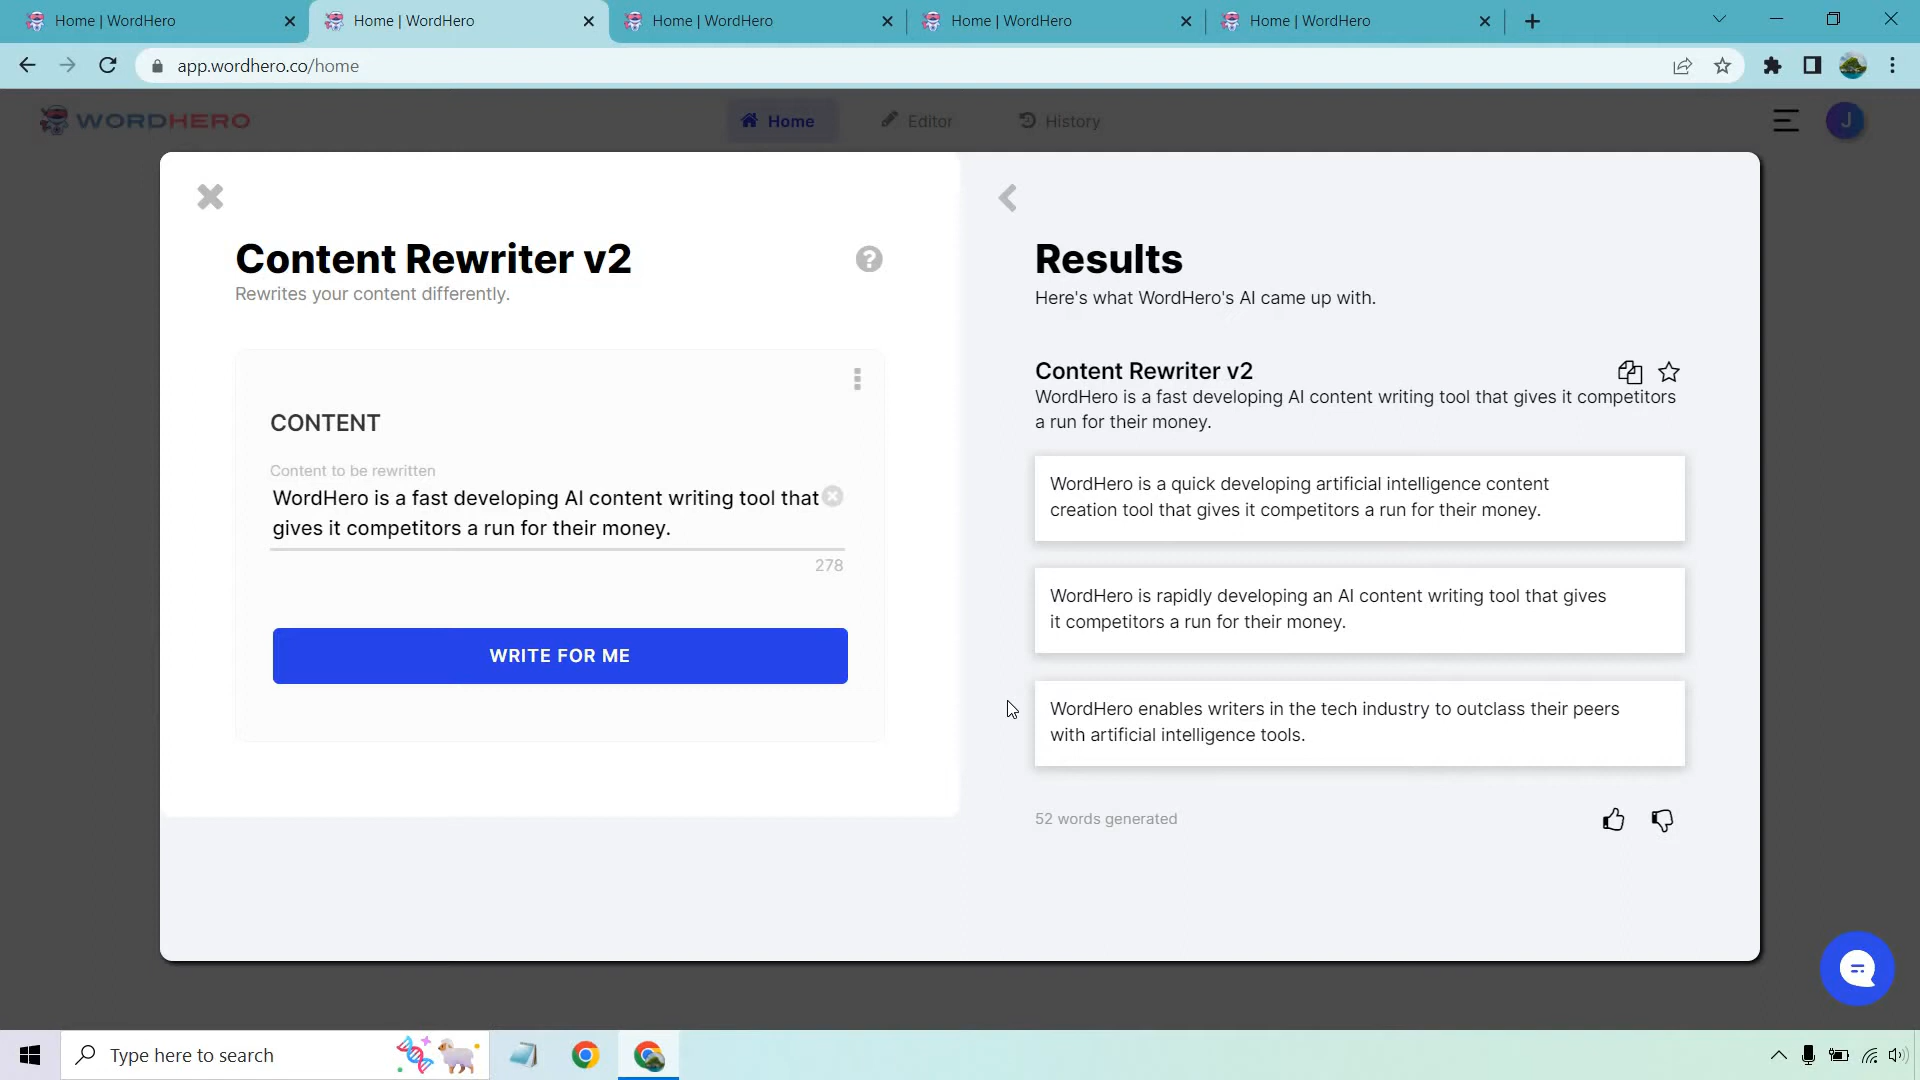 Home | WordHero
Home | WordHero
Home | WordHero
Home | WordHero
Home | WordHero
app.wordhero.co/home
WORDHERO
Home
Editor
History
J
Content Rewriter v2
Rewrites your content differently.
CONTENT
Content to be rewritten
WordHero is a fast developing AI content writing tool that
gives it competitors a run for their money.
278
WRITE FOR ME
Results
Here's what WordHero's AI came up with.
Content Rewriter v2
WordHero is a fast developing AI content writing tool that gives it competitors
a run for their money.
WordHero is a quick developing artificial intelligence content
creation tool that gives it competitors a run for their money.
WordHero is rapidly developing an AI content writing tool that gives
it competitors a run for their money.
WordHero enables writers in the tech industry to outclass their peers
with artificial intelligence tools.
52 words generated
Type here to search